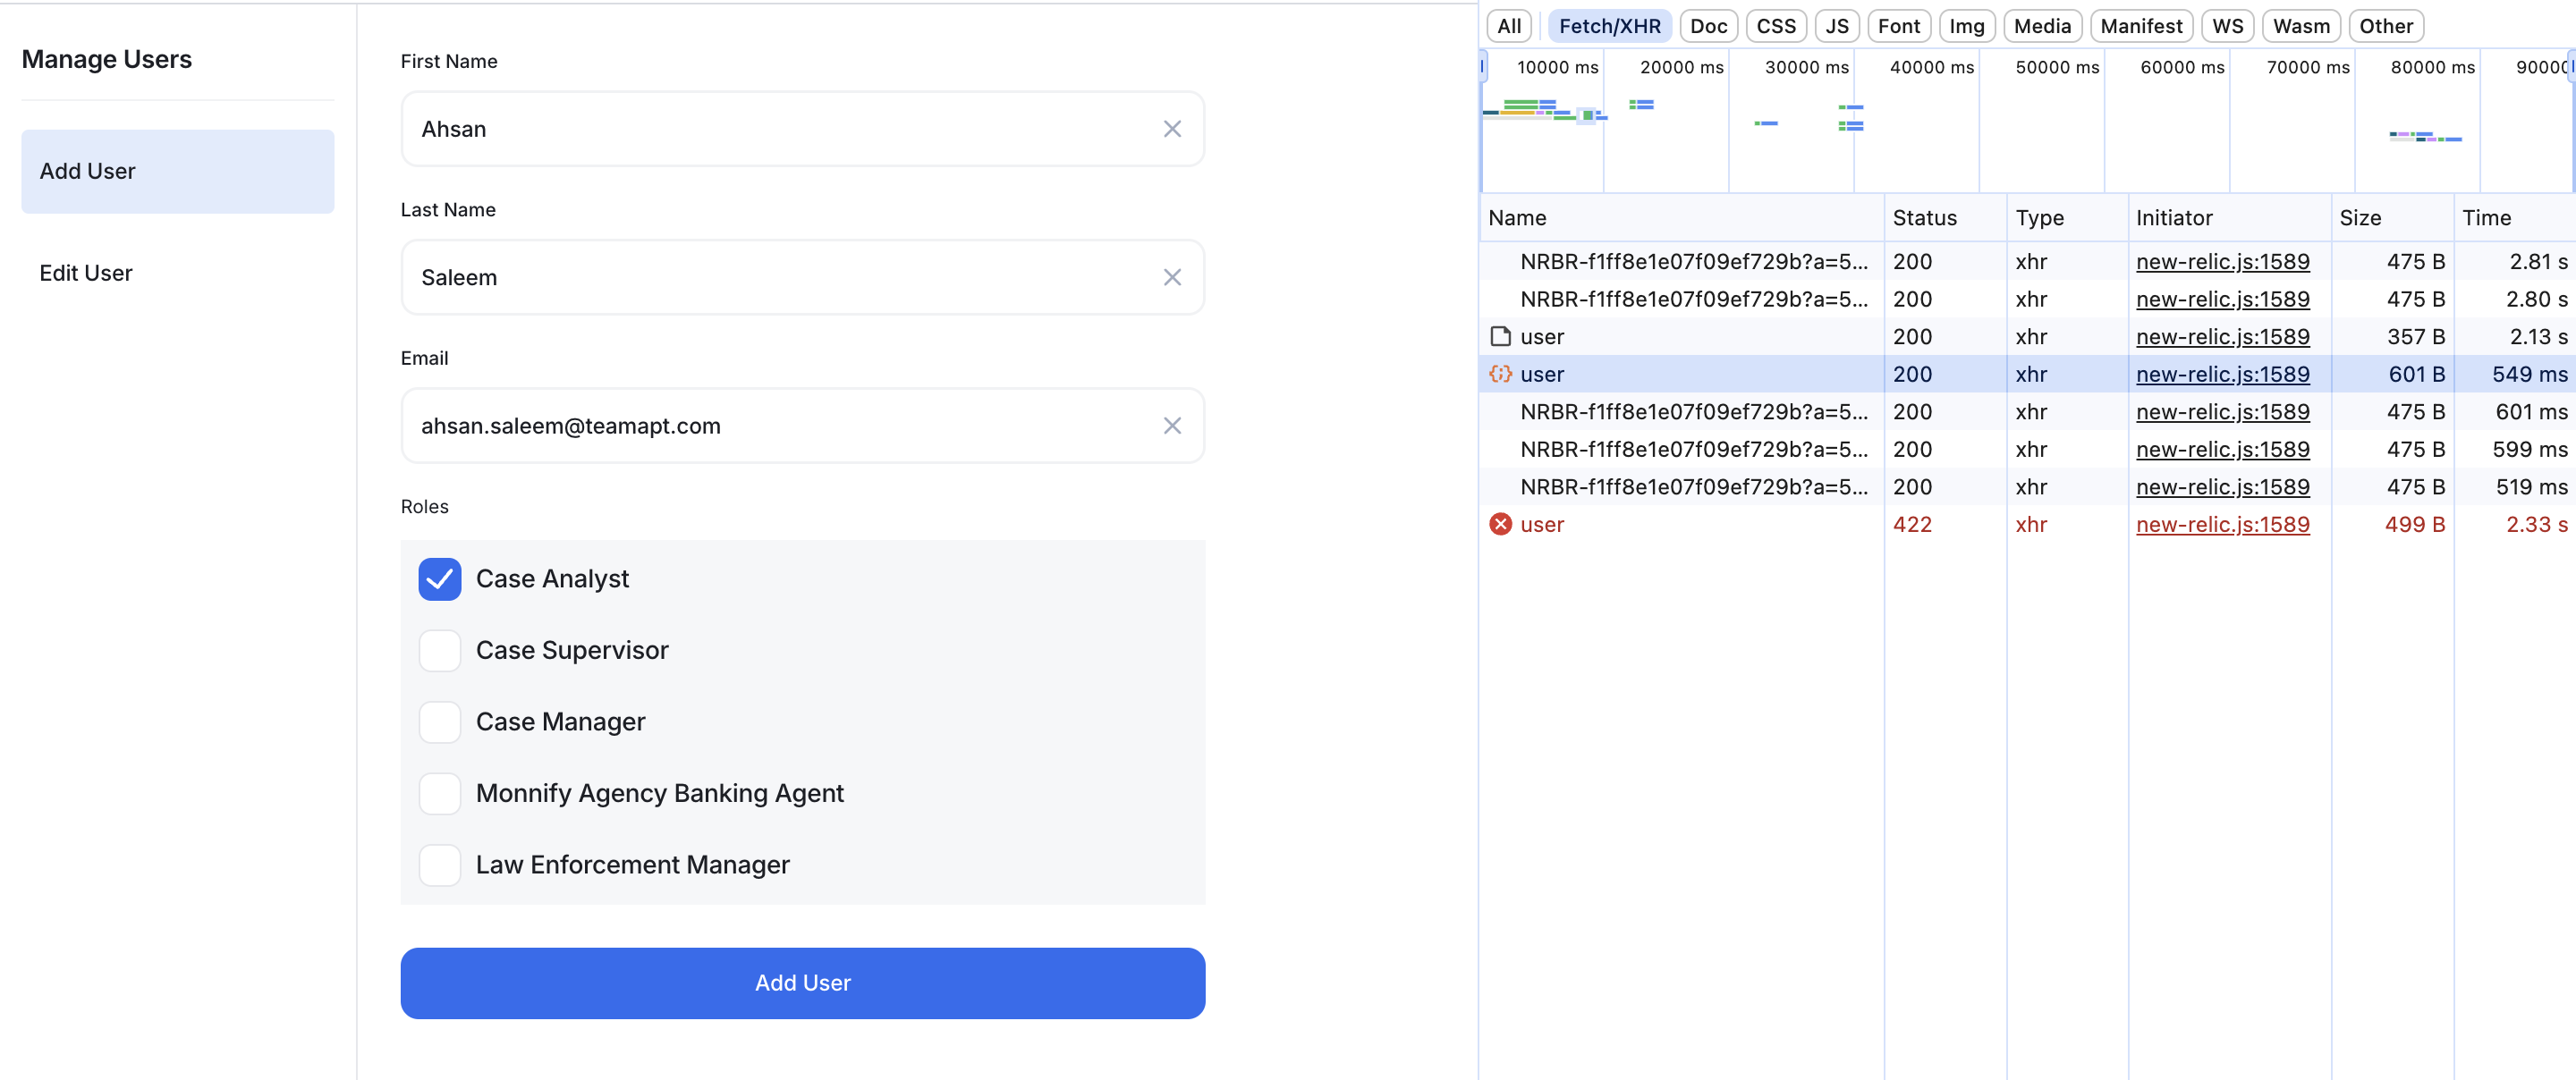 Manage Users
Add User
Edit User
First Name
Ahsan
Last Name
Saleem
Email
ahsan.saleem@teamapt.com
Roles
Case Analyst
Case Supervisor
Case Manager
Monnify Agency Banking Agent
Law Enforcement Manager
Add User
All Fetch/XHR Doc CSS JS Font Img Media Manifest WS Wasm Other
10000 ms 20000 ms 30000 ms 40000 ms 50000 ms 60000 ms 70000 ms 80000 ms
Name Status Type Initiator Size Time
NRBR-f1ff8e1e07f09ef729b?a=5... 200 xhr new-relic.js:1589 475 B 2.81 s
NRBR-f1ff8e1e07f09ef729b?a=5... 200 xhr new-relic.js:1589 475 B 2.80 s
user 200 xhr new-relic.js:1589 357 B 2.13 s
user 200 xhr new-relic.js:1589 601 B 549 ms
NRBR-f1ff8e1e07f09ef729b?a=5... 200 xhr new-relic.js:1589 475 B 601 ms
NRBR-f1ff8e1e07f09ef729b?a=5... 200 xhr new-relic.js:1589 475 B 599 ms
NRBR-f1ff8e1e07f09ef729b?a=5... 200 xhr new-relic.js:1589 475 B 519 ms
user 422 xhr new-relic.js:1589 499 B 2.33 s